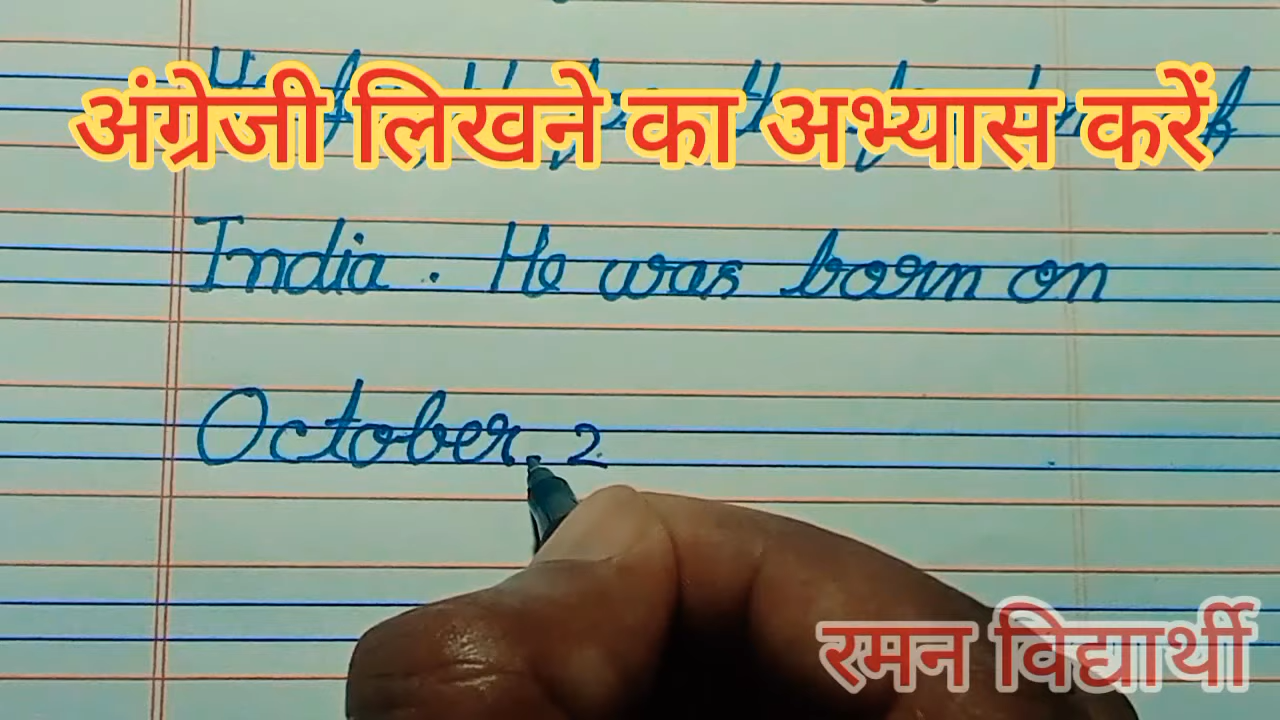 अंग्रेजी लिखने का अभ्यास करें
India. He was born on
October, 2
रमन विद्यार्थी